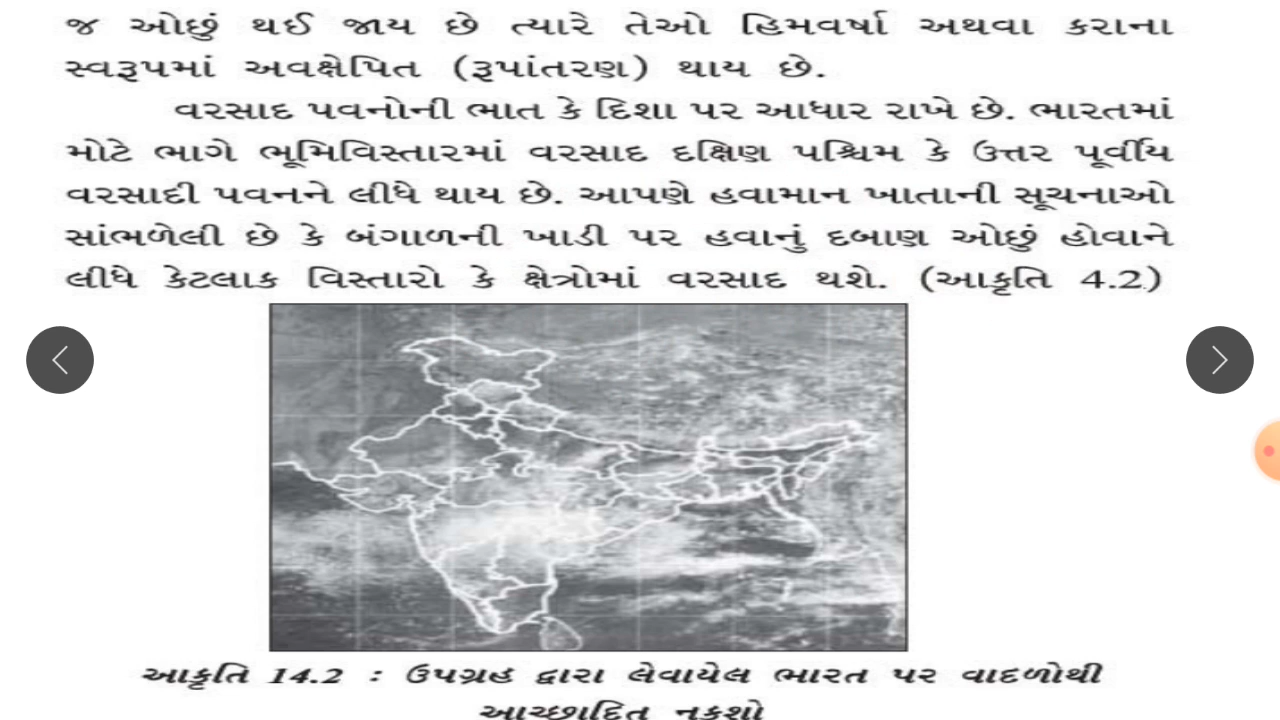 જ ઓછું થઈ જાય છે ત્યારે તેઓ હિમવર્ષા અથવા કરાના
સ્વરૂપમાં અવક્ષેપિત (રૂપાંતરણ) થાય છે.
વરસાદ પવનોની ભાત કે દિશા પર આધાર રાખે છે. ભારતમાં
મોટે ભાગે ભૂમિવિસ્તારમાં વરસાદ દક્ષિણ પશ્ચિમ કે ઉત્તર પૂર્વીય
વરસાદી પવનને લીધે થાય છે. આપણે હવામાન ખાતાની સૂચનાઓ
સાંભળેલી છે કે બંગાળની ખાડી પર હવાનું દબાણ ઓછું હોવાને
લીધે કેટલાક વિસ્તારો કે ક્ષેત્રોમાં વરસાદ થશે. (આકૃતિ 4.2)
આકૃતિ 14.2 : ઉપગ્રહ દ્વારા લેવાયેલ ભારત પર વાદળોથી
આચ્છાદિત નકશો